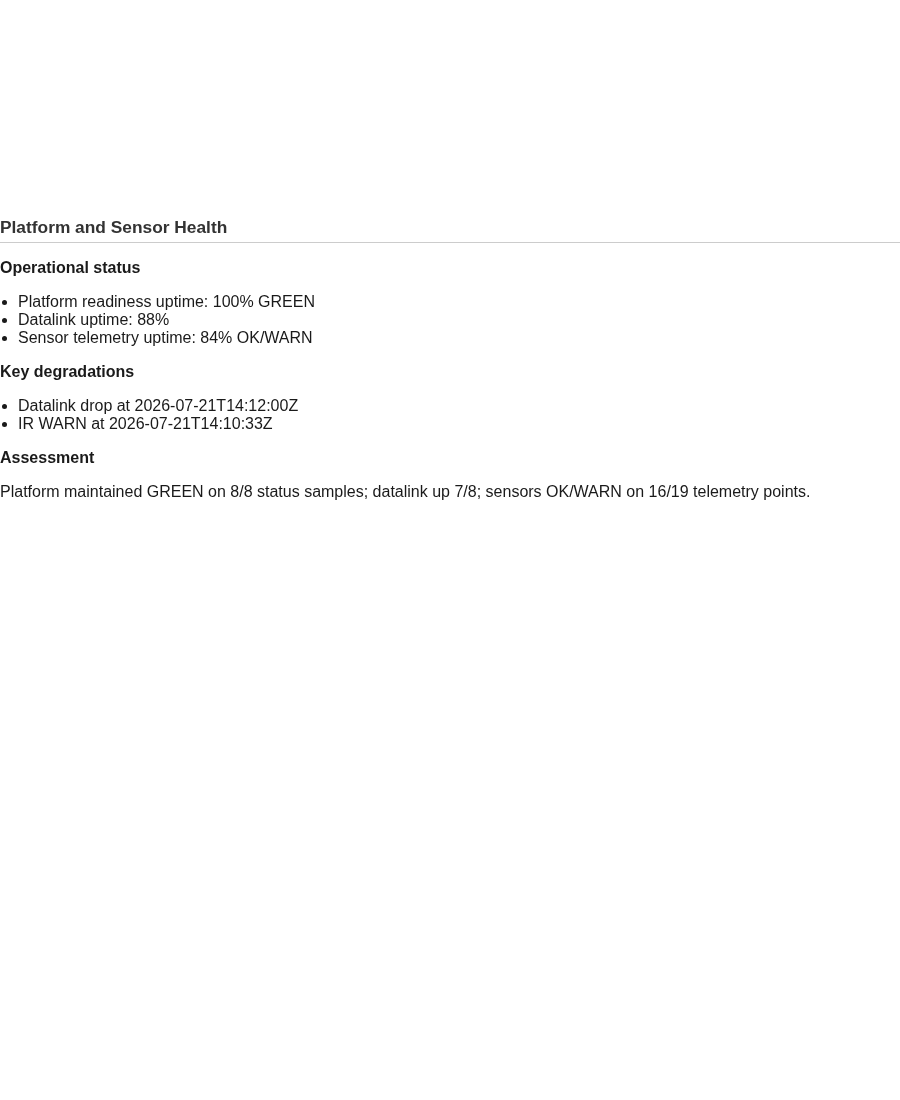 Platform and Sensor Health
Operational status
Platform readiness uptime: 100% GREEN
Datalink uptime: 88%
Sensor telemetry uptime: 84% OK/WARN
Key degradations
Datalink drop at 2026-07-21T14:12:00Z
IR WARN at 2026-07-21T14:10:33Z
Assessment
Platform maintained GREEN on 8/8 status samples; datalink up 7/8; sensors OK/WARN on 16/19 telemetry points.